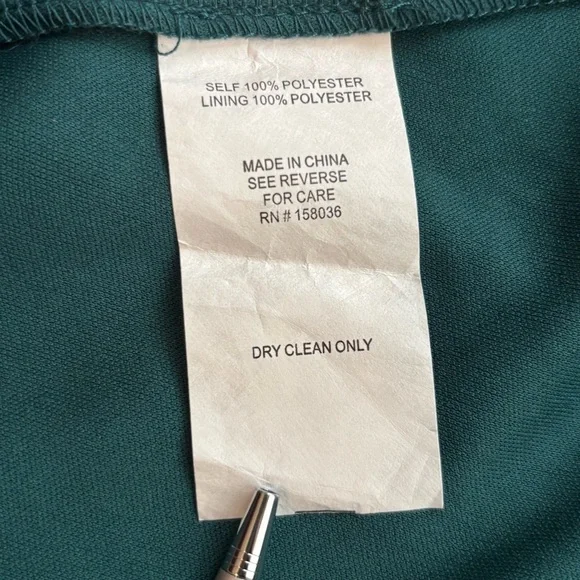 SELF 100% POLYESTER
LINING 100% POLYESTER
MADE IN CHINA
SEE REVERSE
FOR CARE
RN # 158036
DRY CLEAN ONLY